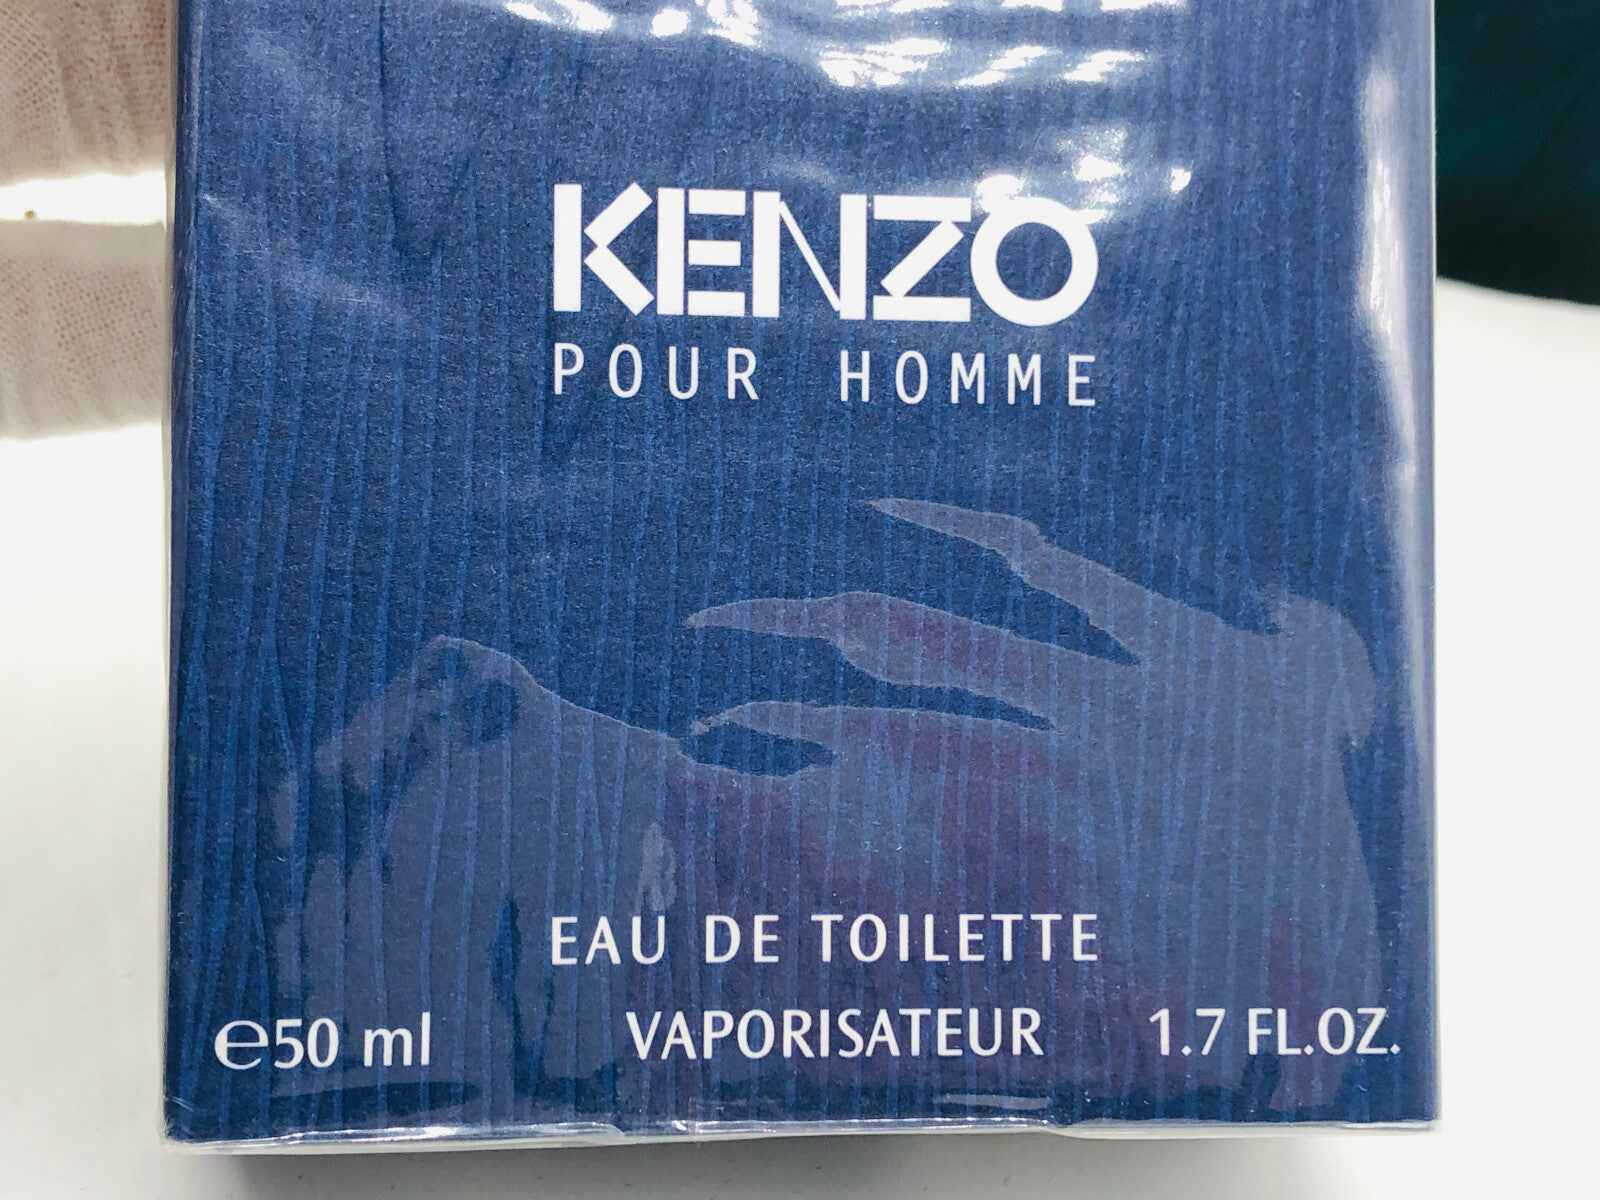 KENZO
POUR HOMME
EAU DE TOILETTE
℮50 ml VAPORISATEUR 1.7 FL.OZ.